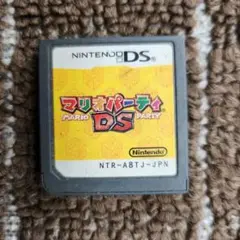 NINTENDO DS
マリオパーティ
MARIO PARTY
DS
Nintendo
NTR-ABTJ-JPN